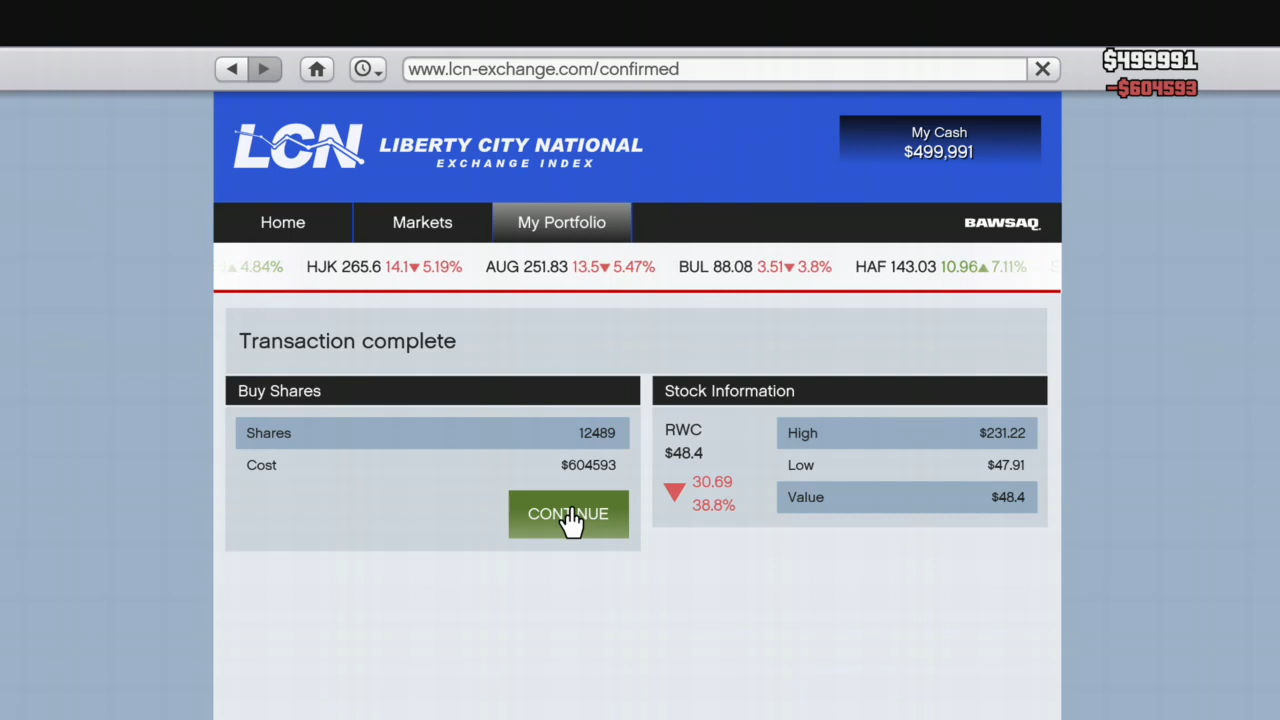 www.lcn-exchange.com/confirmed
$499991
-$604593
LCN LIBERTY CITY NATIONAL
EXCHANGE INDEX
My Cash
$499,991
Home Markets My Portfolio BAWSAQ
▲4.84% HJK 265.6 14.1▼5.19% AUG 251.83 13.5▼5.47% BUL 88.08 3.51▼3.8% HAF 143.03 10.96▲7.11%
Transaction complete
Buy Shares
Shares 12489
Cost $604593
CONTINUE
Stock Information
RWC
$48.4
30.69
38.8%
High $231.22
Low $47.91
Value $48.4